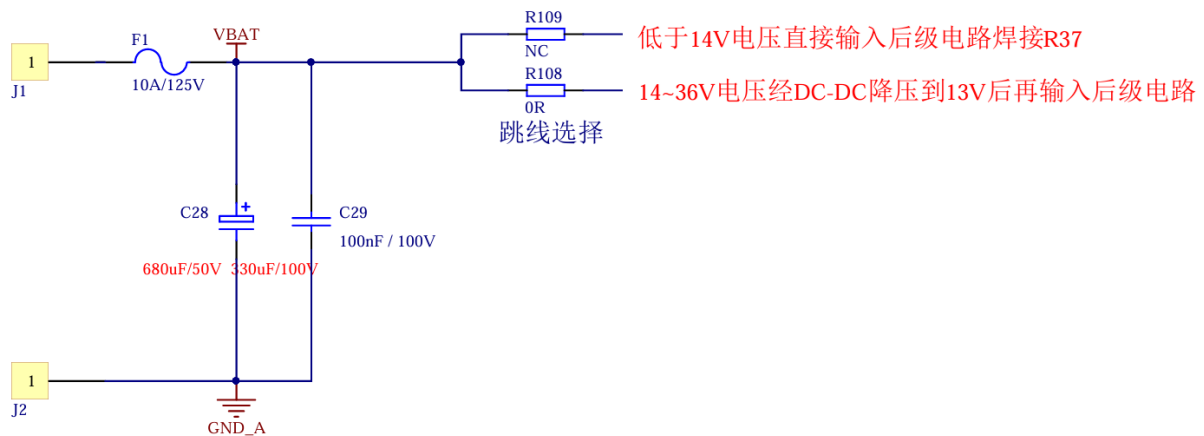 R109
F1
VBAT
低于14V电压直接输入后级电路焊接R37
NC
1
R108
J1
10A/125V
14~36V电压经DC-DC降压到13V后再输入后级电路
0R
跳线选择
+
C28
C29
100nF / 100V
680uF/50V 330uF/100V
1
J2
GND_A